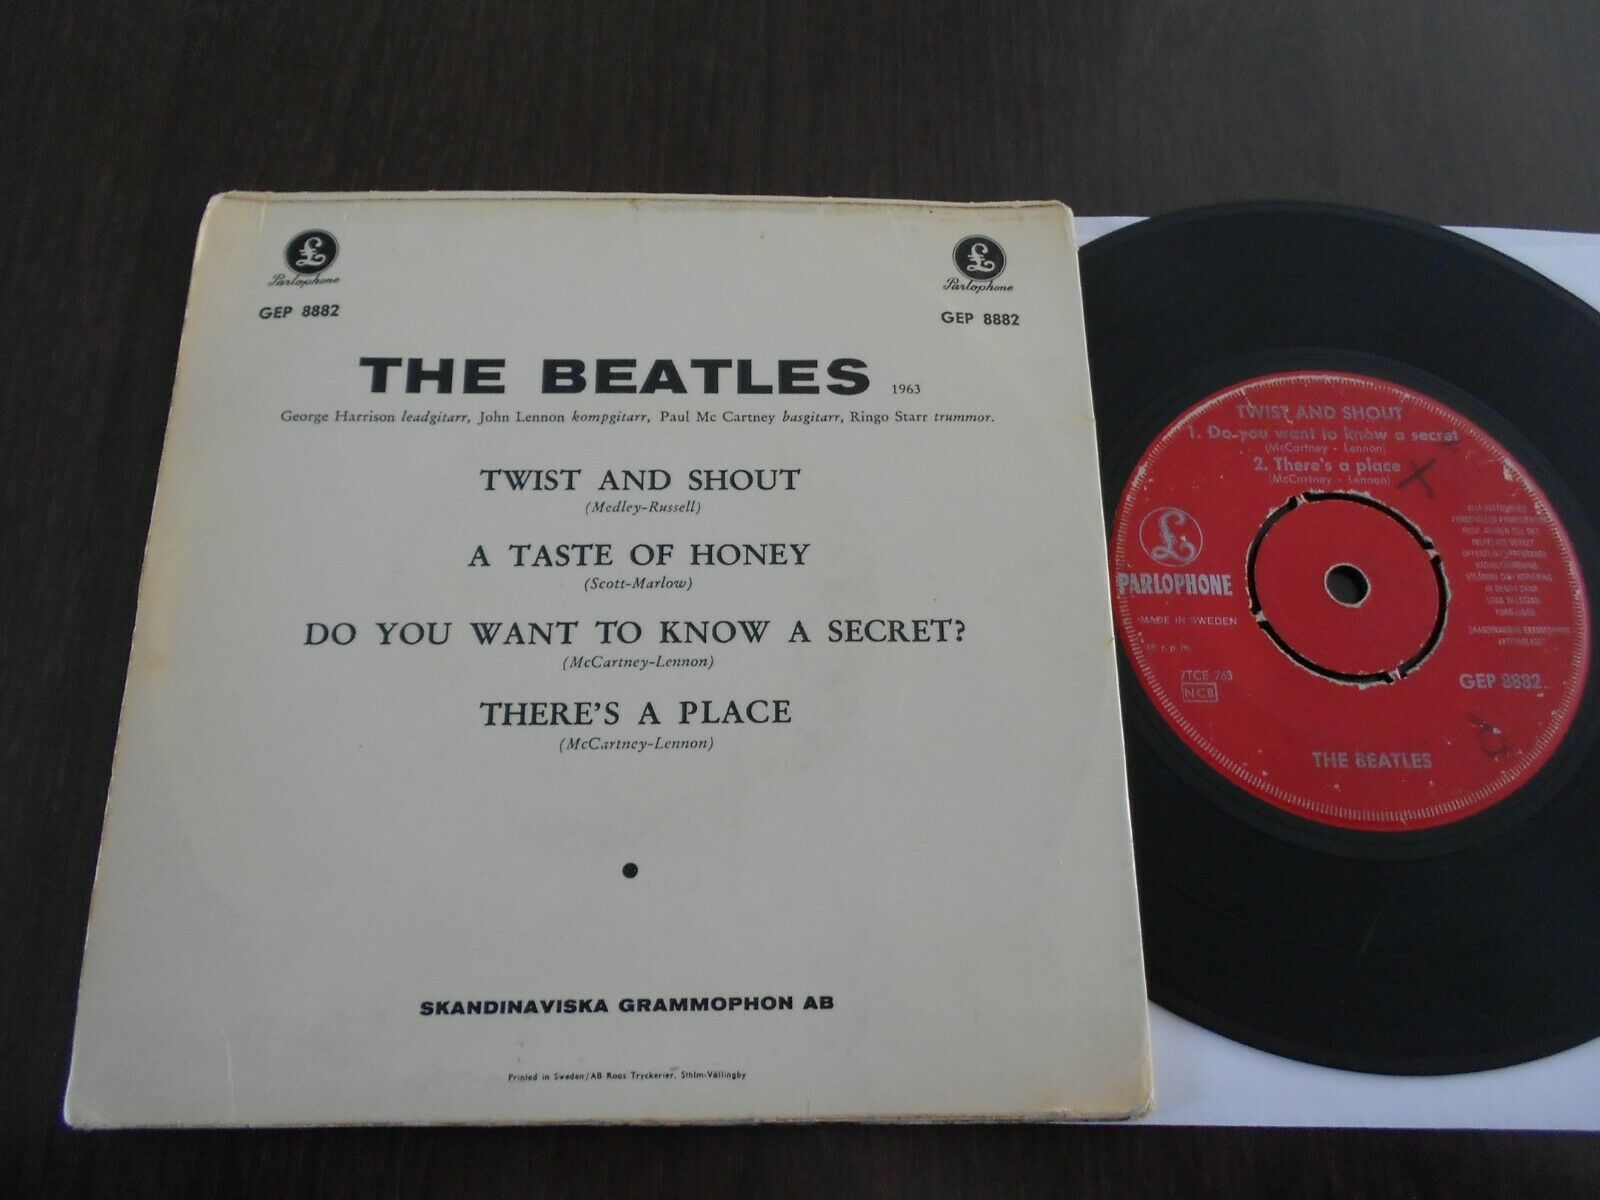 Parlophone
GEP 8882
Parlophone
GEP 8882
THE BEATLES 1963
George Harrison leadgitarr, John Lennon kompgitarr, Paul Mc Cartney basgitarr, Ringo Starr trummor.
TWIST AND SHOUT
(Medley-Russell)
A TASTE OF HONEY
(Scott-Marlow)
DO YOU WANT TO KNOW A SECRET?
(McCartney-Lennon)
THERE'S A PLACE
(McCartney-Lennon)
SKANDINAVISKA GRAMMOPHON AB
Printed in Sweden/AB Roos Tryckerier, Sthlm-Vällingby
TWIST AND SHOUT
1. Do you want to know a secret
(McCartney - Lennon)
2. There's a place
(McCartney - Lennon)
£
PARLOPHONE
MADE IN SWEDEN
45 r.p.m.
7TCE 763
NCB
SKANDINAVISKA GRAMMOPHON
AKTIEBOLAGET
GEP 8882
THE BEATLES